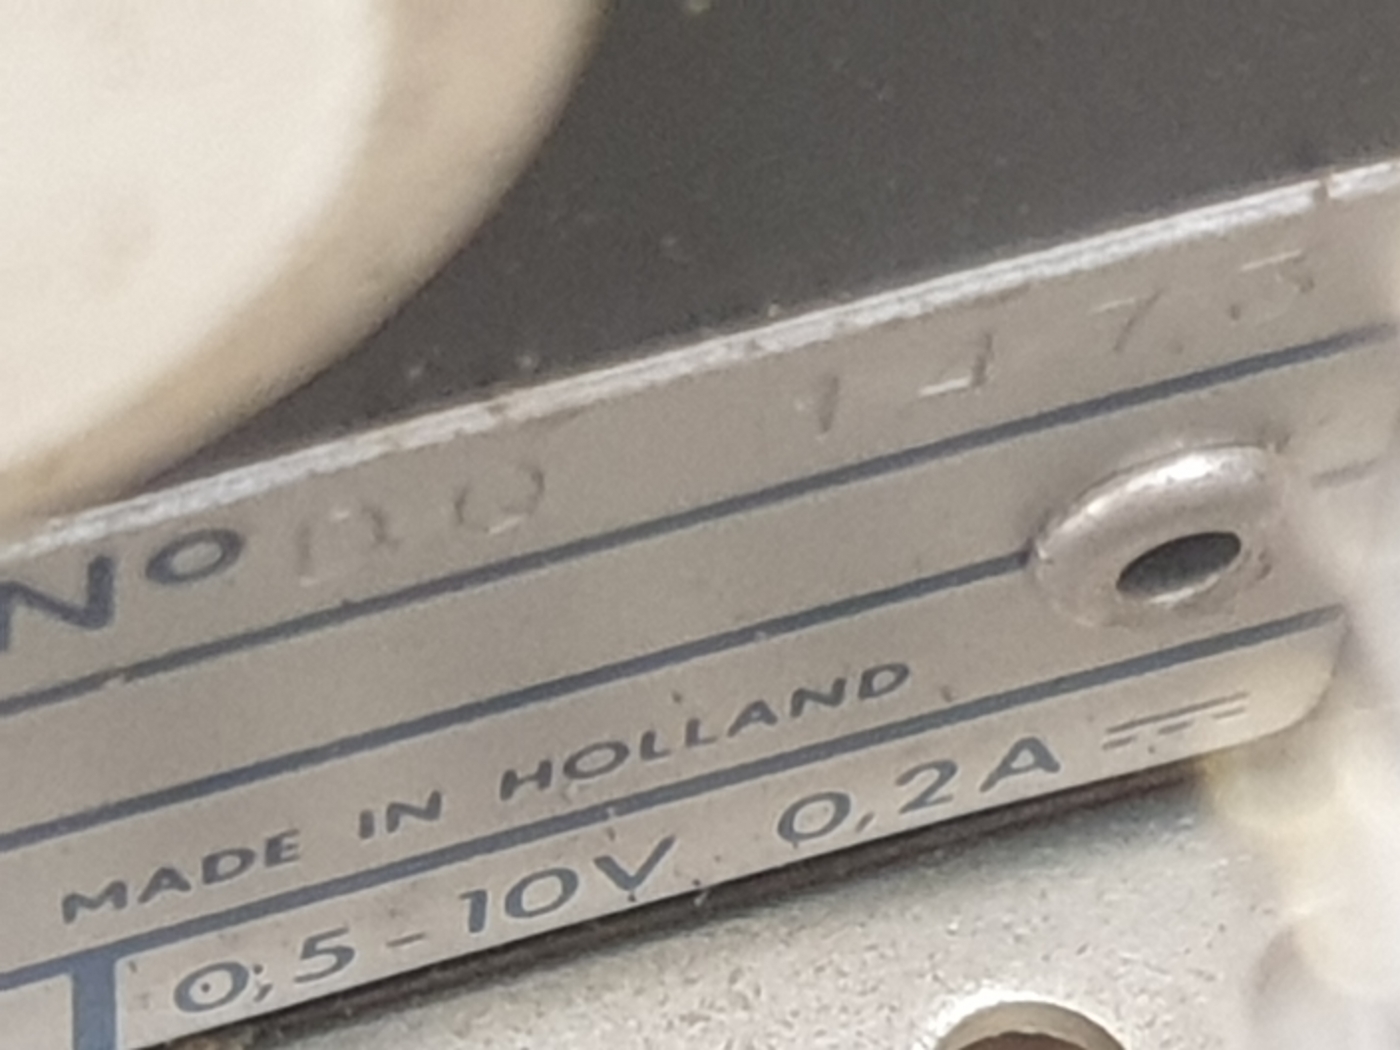 NO
MADE IN HOLLAND
0,5-10V 0,2A